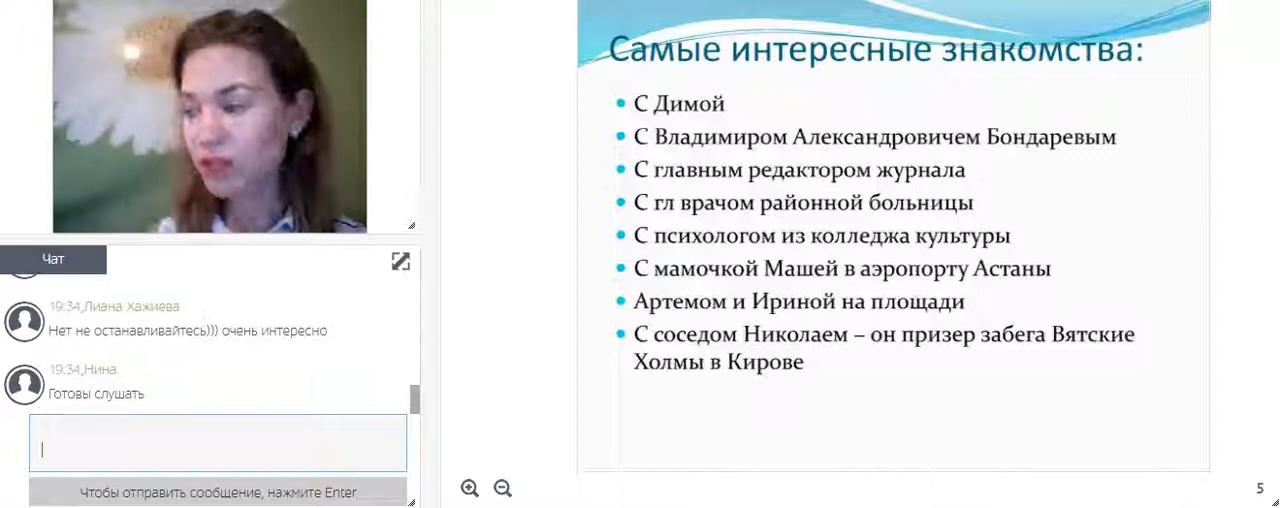 Самые интересные знакомства:
С Димой
С Владимиром Александровичем Бондаревым
С главным редактором журнала
С гл врачом районной больницы
С психологом из колледжа культуры
С мамочкой Машей в аэропорту Астаны
Артемом и Ириной на площади
С соседом Николаем – он призер забега Вятские
Холмы в Кирове
Чат
19:34,Лиана Хажиева
Нет не останавливайтесь))) очень интересно
19:34,Нина
Готовы слушать
Чтобы отправить сообщение, нажмите Enter
5